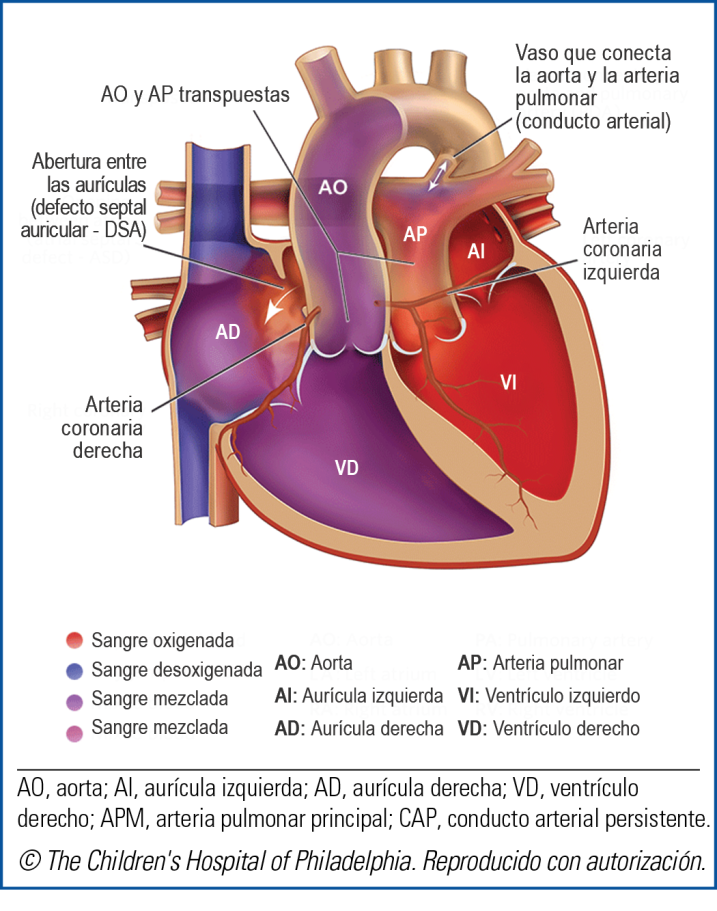 Vaso que conecta
la aorta y la arteria
pulmonar
(conducto arterial)
AO y AP transpuestas
Abertura entre
las aurículas
(defecto septal
auricular - DSA)
AO
AP
AI
Arteria
coronaria
izquierda
AD
VI
Arteria
coronaria
derecha
VD
Sangre oxigenada
Sangre desoxigenada
Sangre mezclada
Sangre mezclada
AO: Aorta
AP: Arteria pulmonar
AI: Aurícula izquierda
VI: Ventrículo izquierdo
AD: Aurícula derecha
VD: Ventrículo derecho
AO, aorta; AI, aurícula izquierda; AD, aurícula derecha; VD, ventrículo
derecho; APM, arteria pulmonar principal; CAP, conducto arterial persistente.
© The Children's Hospital of Philadelphia. Reproducido con autorización.